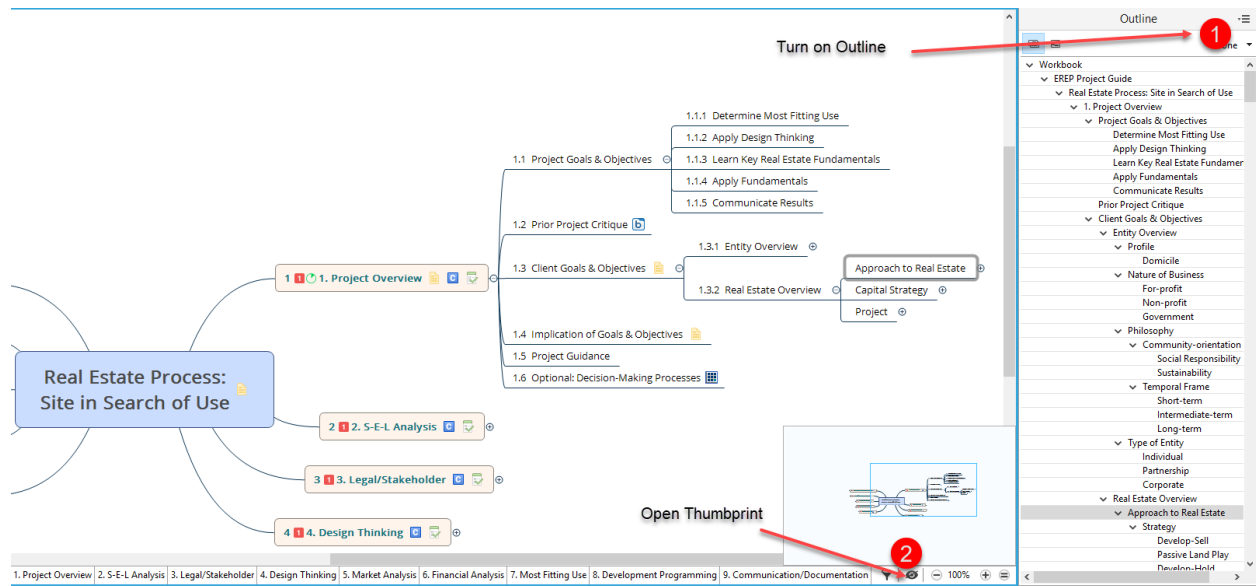 Turn on Outline
1.1.1 Determine Most Fitting Use
1.1.2 Apply Design Thinking
1.1 Project Goals & Objectives
1.1.3 Learn Key Real Estate Fundamentals
1.1.4 Apply Fundamentals
1.1.5 Communicate Results
1.2 Prior Project Critique
1.3.1 Entity Overview
1 1 1. Project Overview C
1.3 Client Goals & Objectives
Approach to Real Estate
1.3.2 Real Estate Overview
Capital Strategy
Project
1.4 Implication of Goals & Objectives
1.5 Project Guidance
1.6 Optional: Decision-Making Processes
Real Estate Process:
Site in Search of Use
2 1 2. S-E-L Analysis C
3 1 3. Legal/Stakeholder C
4 1 4. Design Thinking C
Open Thumbprint
2
1. Project Overview
2. S-E-L Analysis
3. Legal/Stakeholder
4. Design Thinking
5. Market Analysis
6. Financial Analysis
7. Most Fitting Use
8. Development Programming
9. Communication/Documentation
100%
Outline
1
Workbook
EREP Project Guide
Real Estate Process: Site in Search of Use
1. Project Overview
Project Goals & Objectives
Determine Most Fitting Use
Apply Design Thinking
Learn Key Real Estate Fundamer
Apply Fundamentals
Communicate Results
Prior Project Critique
Client Goals & Objectives
Entity Overview
Profile
Domicile
Nature of Business
For-profit
Non-profit
Government
Philosophy
Community-orientation
Social Responsibility
Sustainability
Temporal Frame
Short-term
Intermediate-term
Long-term
Type of Entity
Individual
Partnership
Corporate
Real Estate Overview
Approach to Real Estate
Strategy
Develop-Sell
Passive Land Play
Develop-Hold